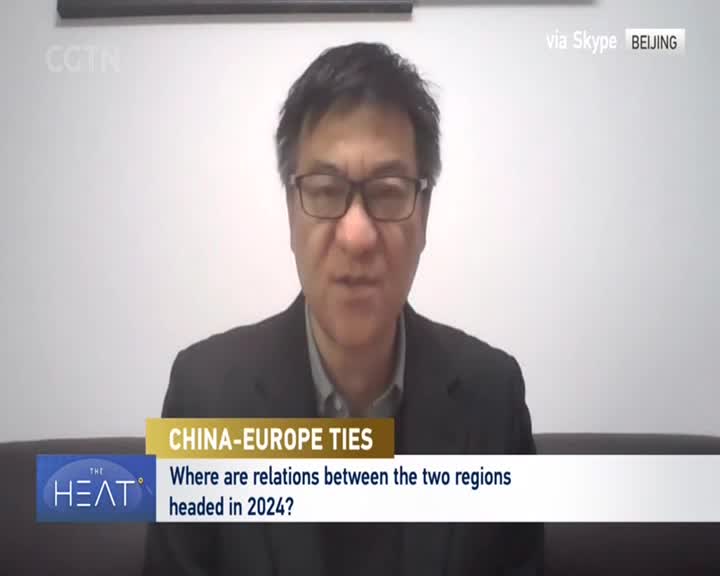 CGTN
via Skype BEIJING
CHINA-EUROPE TIES
THE
HEAT
Where are relations between the two regions
headed in 2024?